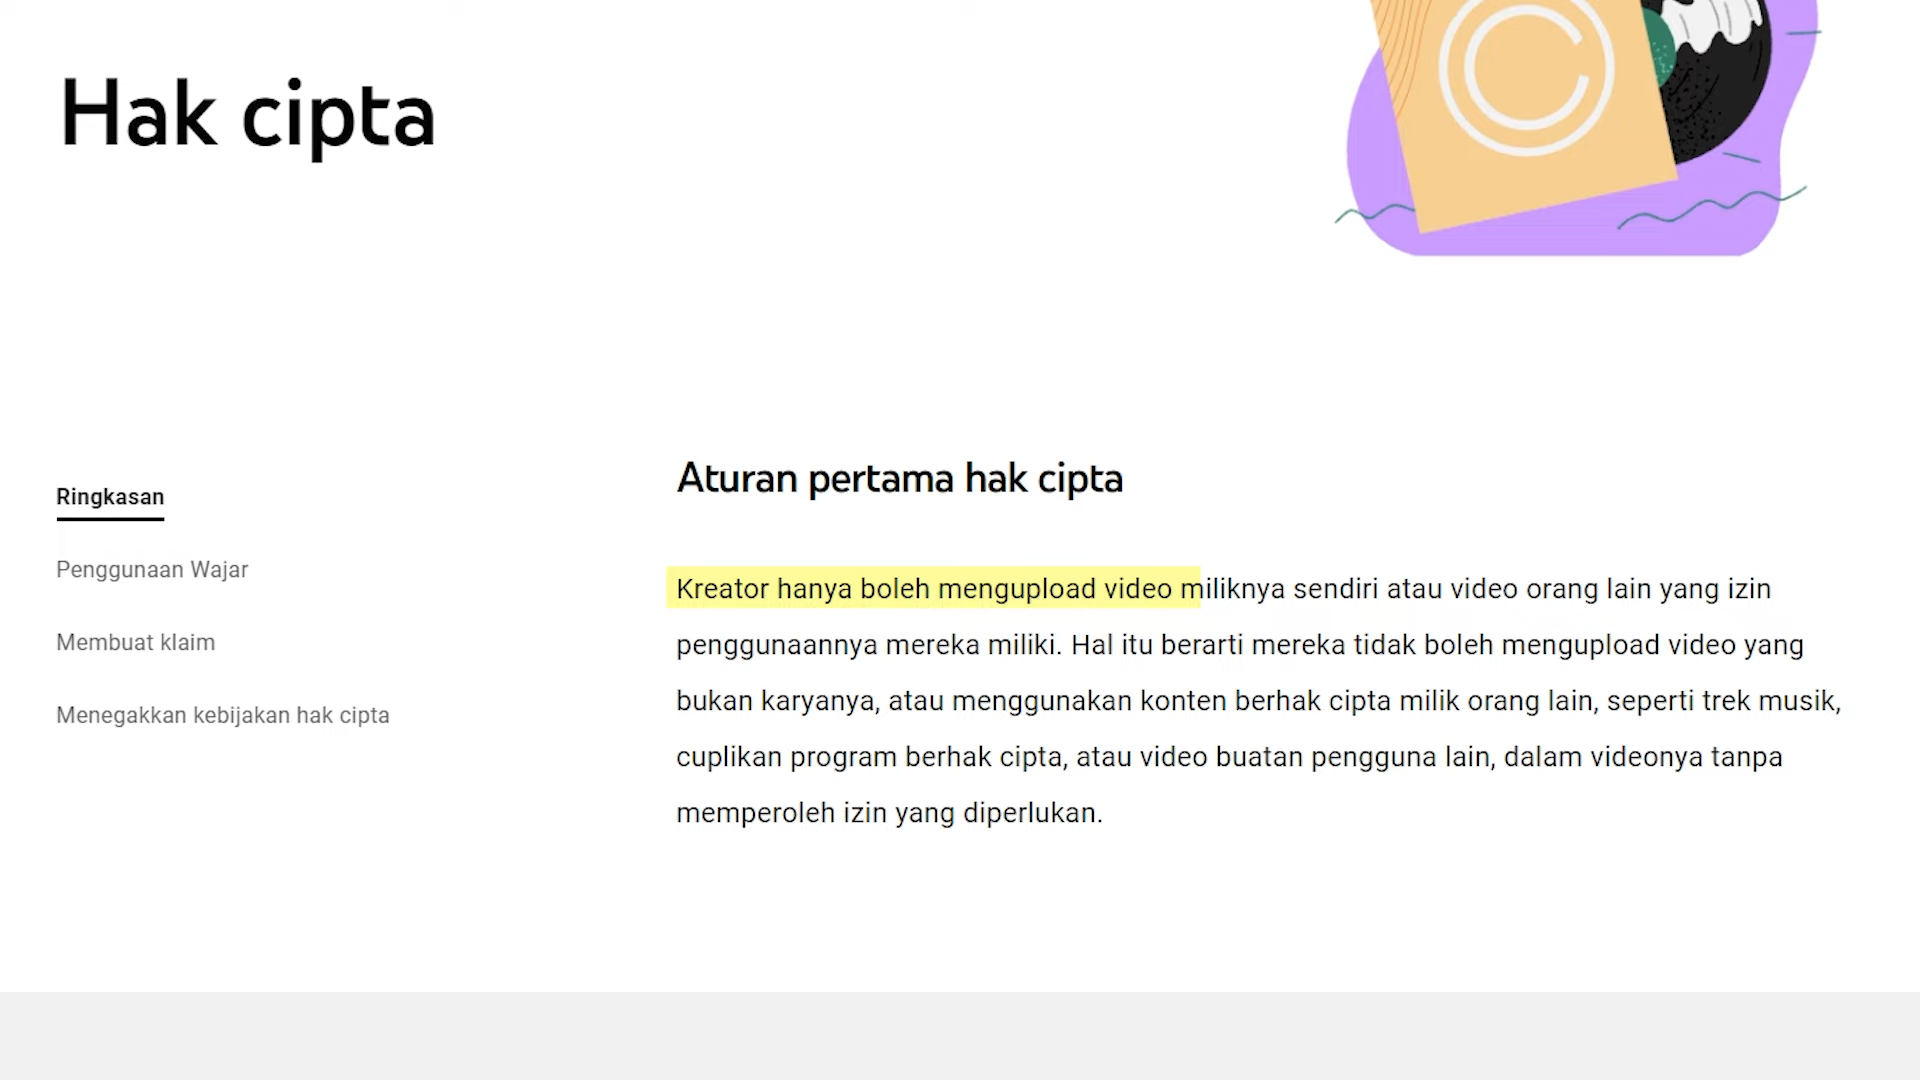 Hak cipta
Ringkasan
Penggunaan Wajar
Membuat klaim
Menegakkan kebijakan hak cipta
Aturan pertama hak cipta
Kreator hanya boleh mengupload video miliknya sendiri atau video orang lain yang izin
penggunaannya mereka miliki. Hal itu berarti mereka tidak boleh mengupload video yang
bukan karyanya, atau menggunakan konten berhak cipta milik orang lain, seperti trek musik,
cuplikan program berhak cipta, atau video buatan pengguna lain, dalam videonya tanpa
memperoleh izin yang diperlukan.